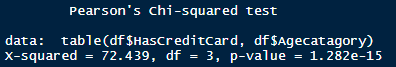 Pearson's Chi-squared test
data:  table(df$HasCreditCard, df$Agecatagory)
X-squared = 72.439, df = 3, p-value = 1.282e-15